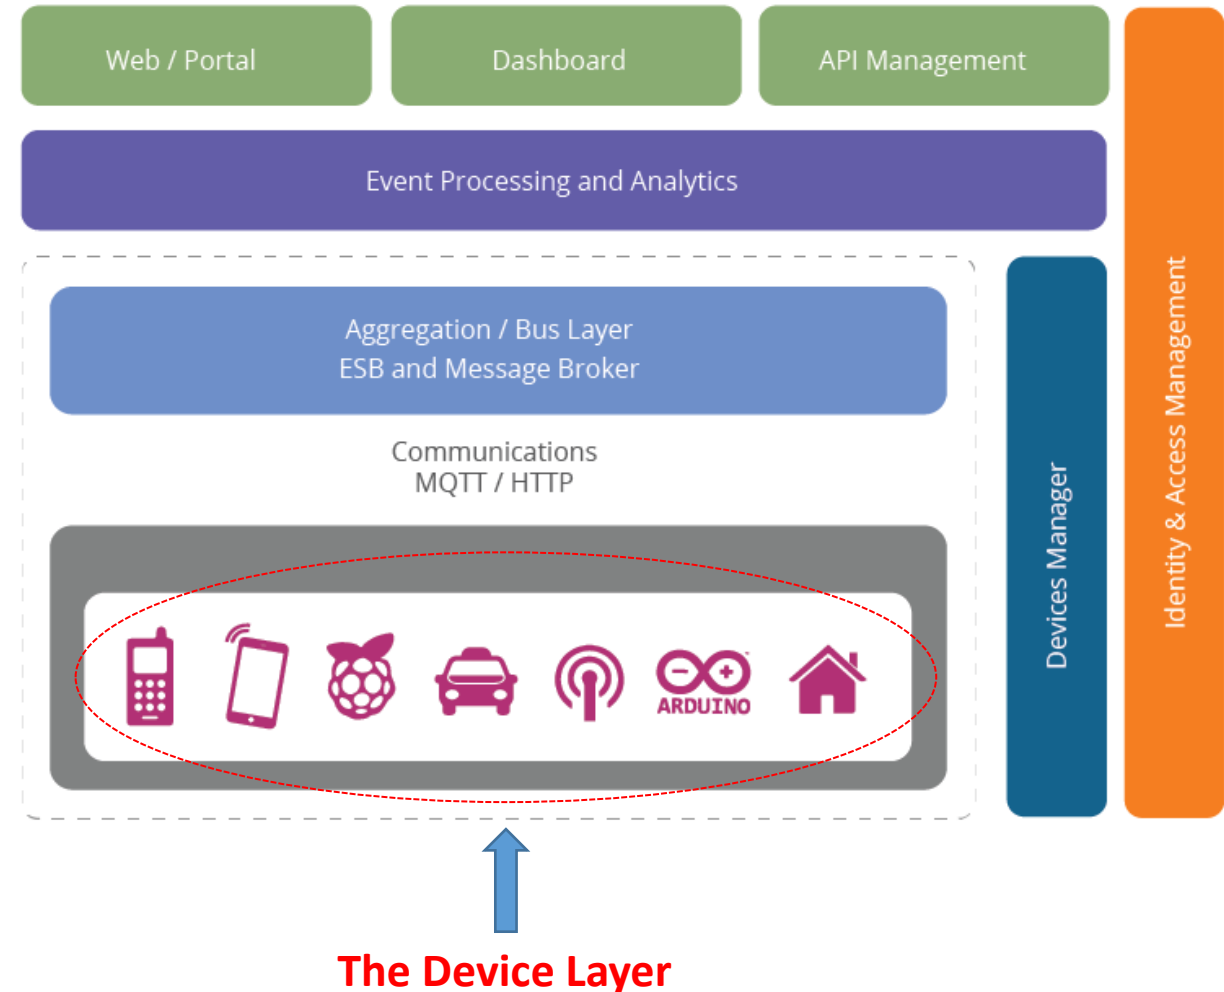 Web / Portal
Dashboard
API Management
Event Processing and Analytics
Aggregation / Bus Layer
ESB and Message Broker
Communications
MQTT / HTTP
ARDUINO
Devices Manager
Identity & Access Management
The Device Layer